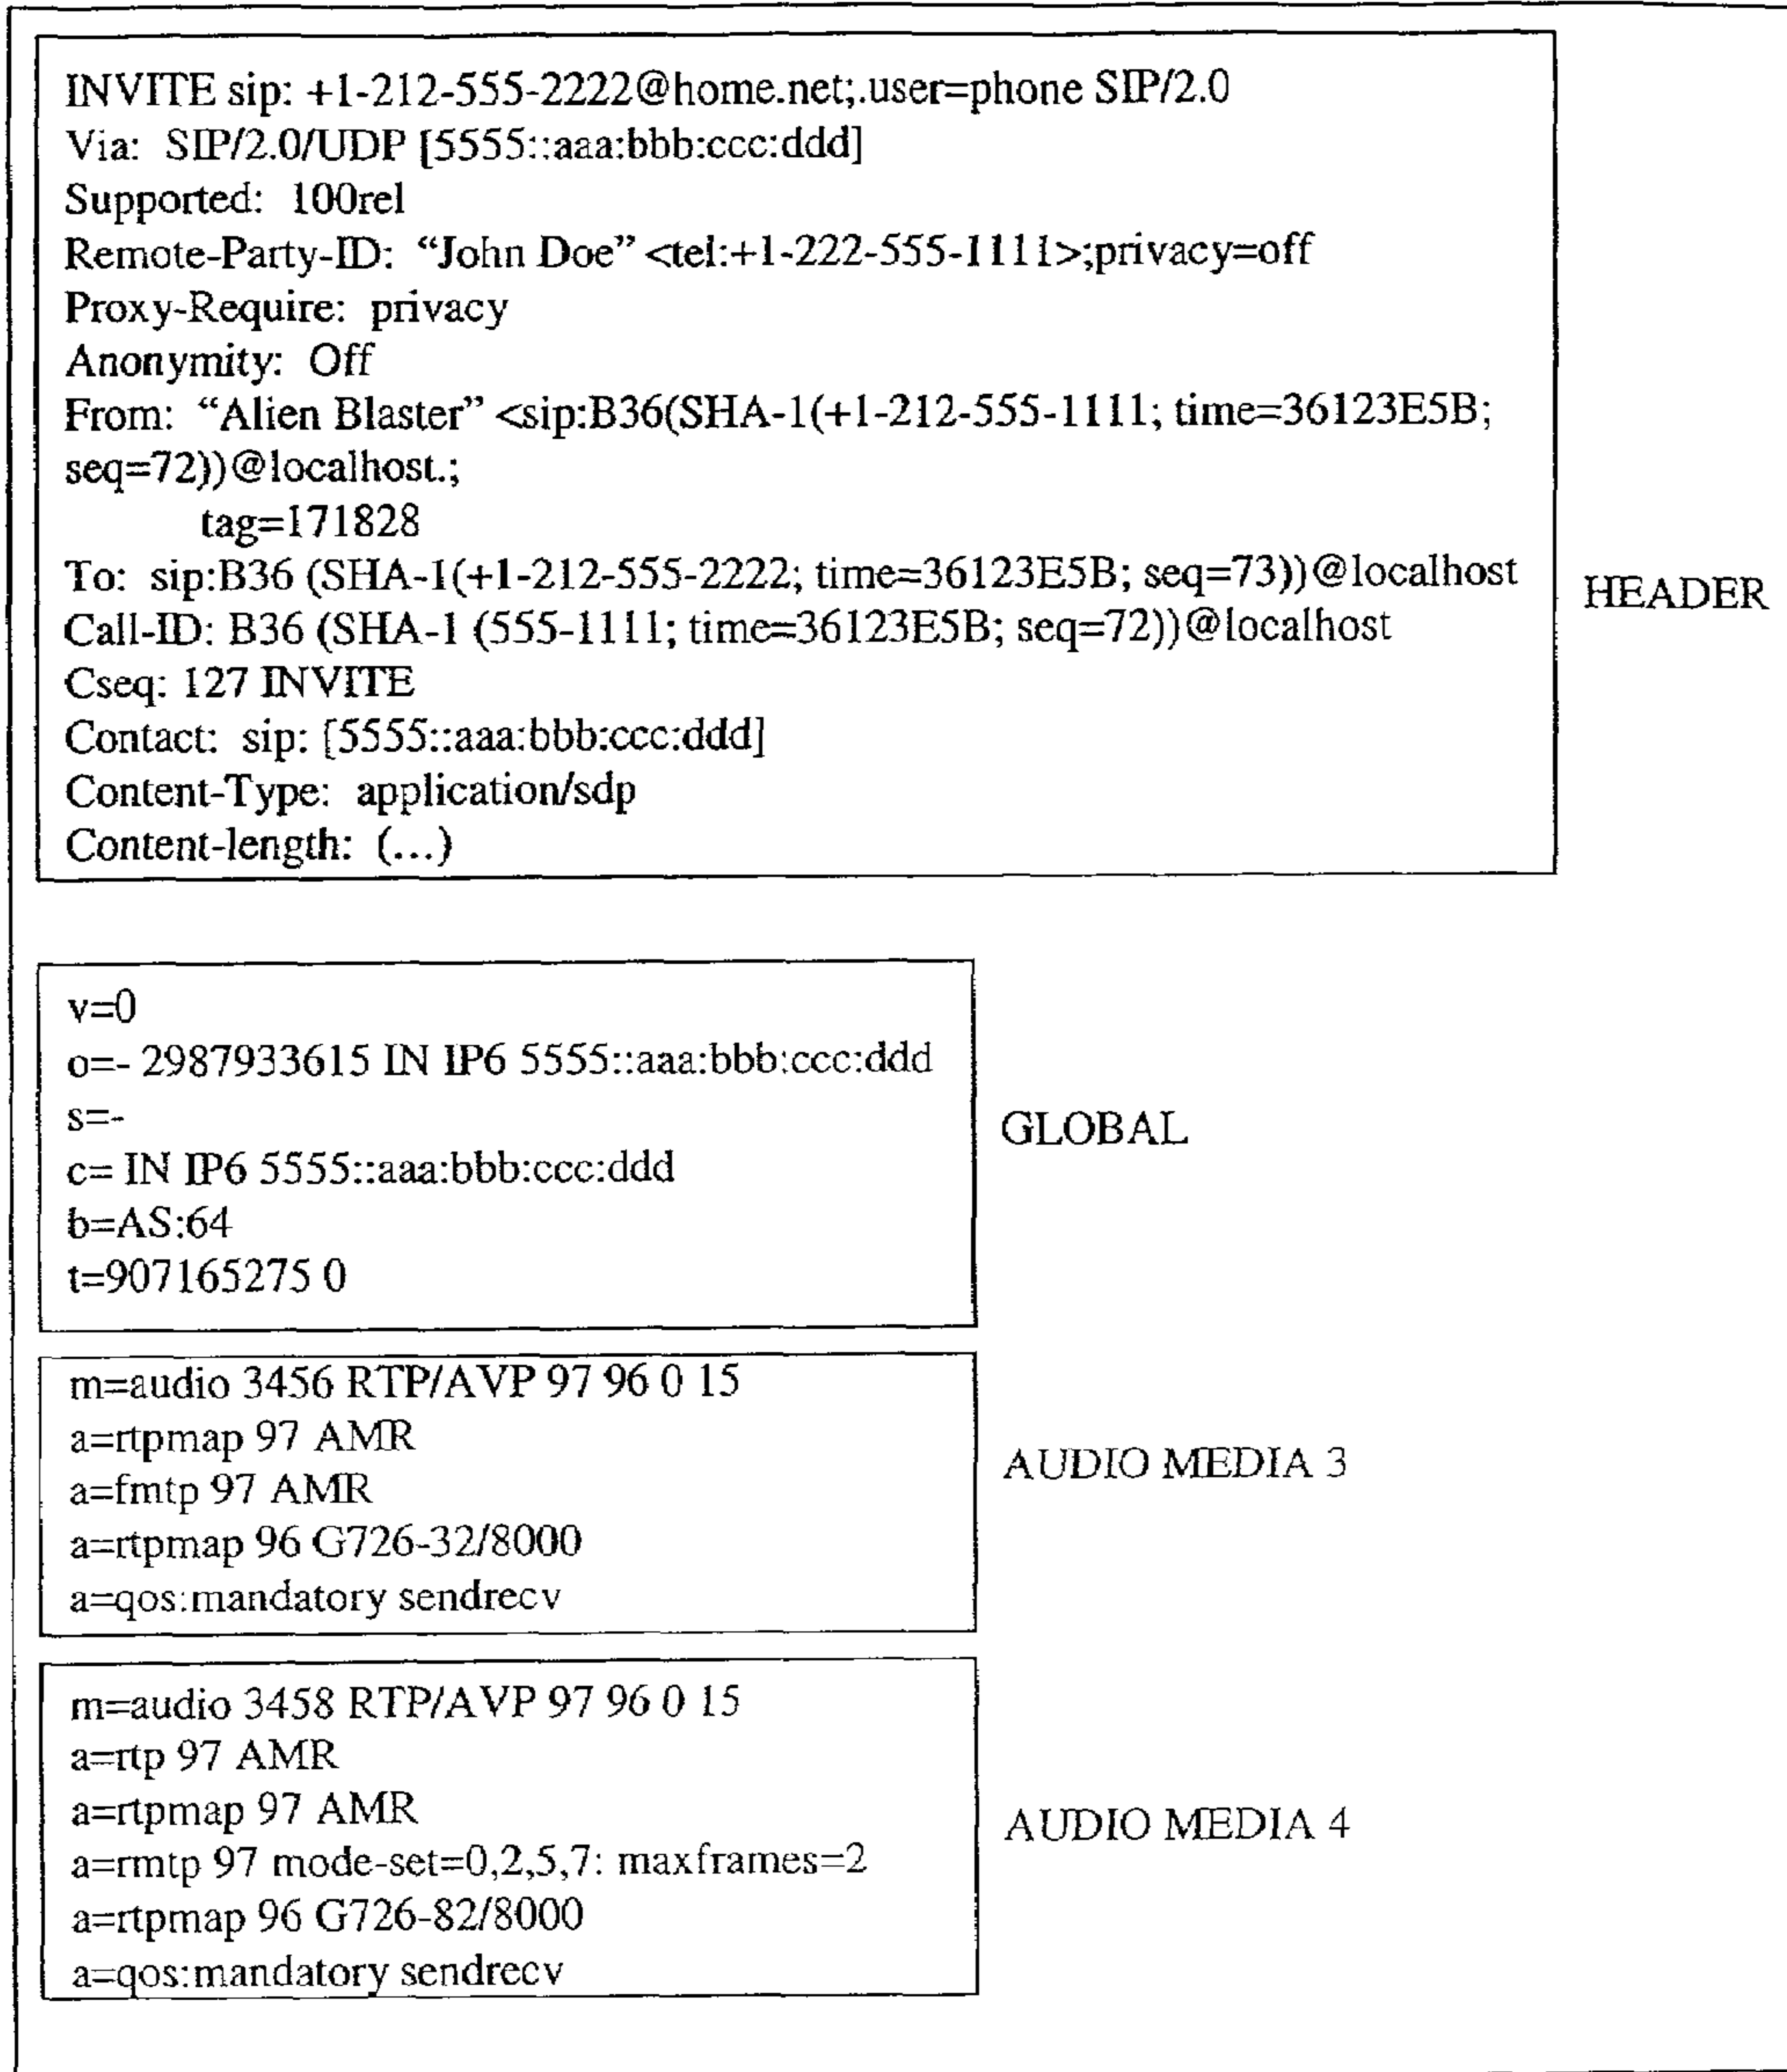 INVITE sip: +1-212-555-2222@home.net;.user=phone SIP/2.0
Via: SIP/2.0/UDP [5555::aaa:bbb:ccc:ddd]
Supported: 100rel
Remote-Party-ID: “John Doe” <tel:+1-222-555-1111>;privacy=off
Proxy-Require: privacy
Anonymity: Off
From: “Alien Blaster” <sip:B36(SHA-1(+1-212-555-1111; time=36123E5B;
seq=72))@localhost.;
tag=171828
To: sip:B36 (SHA-1(+1-212-555-2222; time=36123E5B; seq=73))@localhost
Call-ID: B36 (SHA-1 (555-1111; time=36123E5B; seq=72))@localhost
Cseq: 127 INVITE
Contact: sip: [5555::aaa:bbb:ccc:ddd]
Content-Type: application/sdp
Content-length: (...)
HEADER
v=0
o=- 2987933615 IN IP6 5555::aaa:bbb:ccc:ddd
s=-
c= IN IP6 5555::aaa:bbb:ccc:ddd
b=AS:64
t=907165275 0
GLOBAL
m=audio 3456 RTP/AVP 97 96 0 15
a=rtpmap 97 AMR
a=fmtp 97 AMR
a=rtpmap 96 G726-32/8000
a=qos:mandatory sendrecv
AUDIO MEDIA 3
m=audio 3458 RTP/AVP 97 96 0 15
a=rtp 97 AMR
a=rtpmap 97 AMR
a=rmtp 97 mode-set=0,2,5,7: maxframes=2
a=rtpmap 96 G726-82/8000
a=qos:mandatory sendrecv
AUDIO MEDIA 4